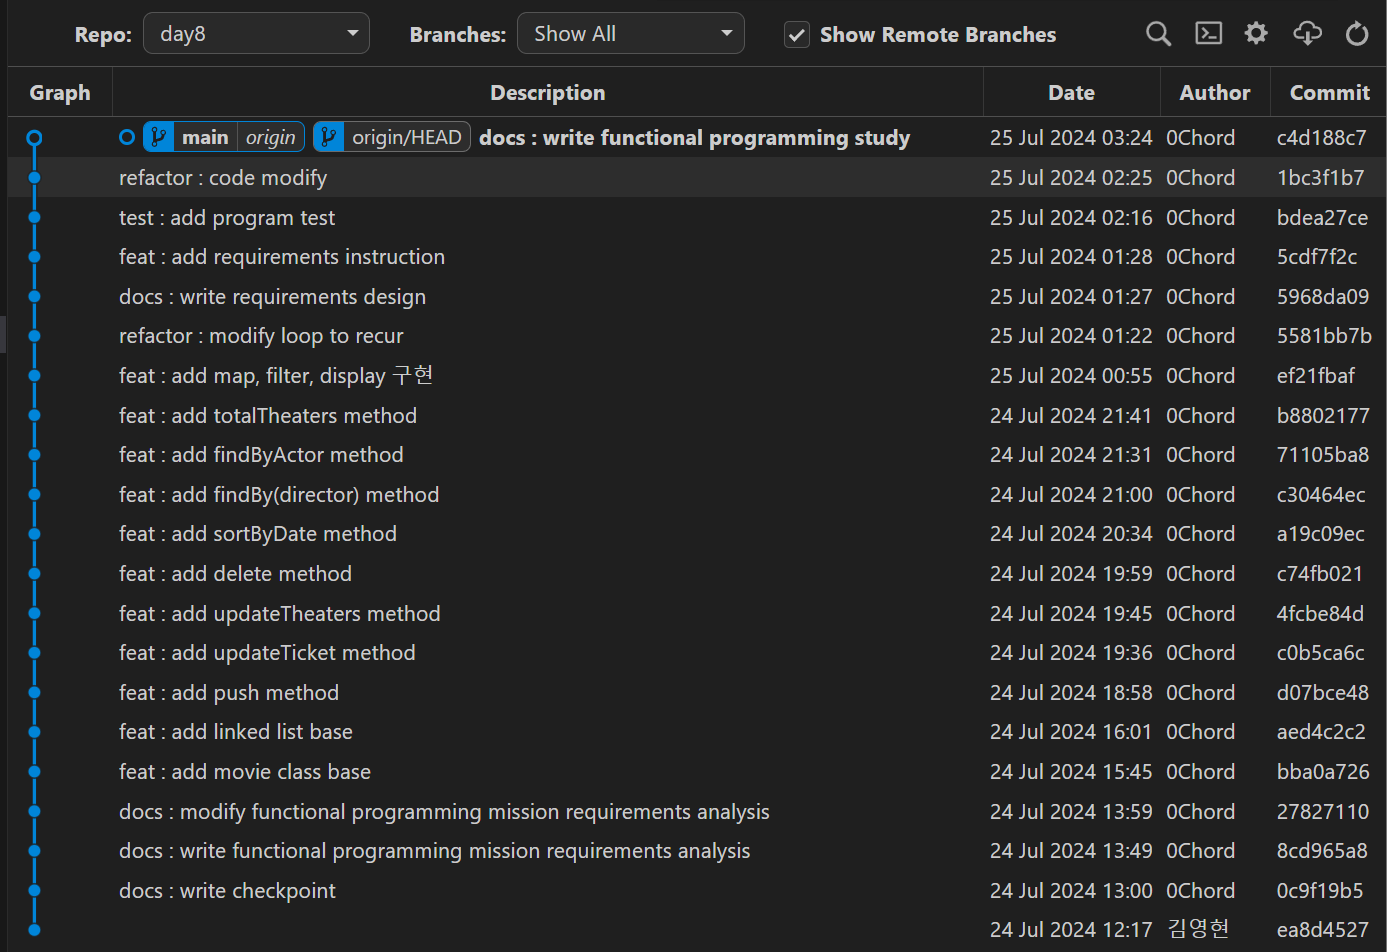 Repo: day8 Branches: Show All Show Remote Branches
Graph Description Date Author Commit
main origin origin/HEAD docs : write functional programming study 25 Jul 2024 03:24 0Chord c4d188c7
refactor : code modify 25 Jul 2024 02:25 0Chord 1bc3f1b7
test : add program test 25 Jul 2024 02:16 0Chord bdea27ce
feat : add requirements instruction 25 Jul 2024 01:28 0Chord 5cdf7f2c
docs : write requirements design 25 Jul 2024 01:27 0Chord 5968da09
refactor : modify loop to recur 25 Jul 2024 01:22 0Chord 5581bb7b
feat : add map, filter, display 구현 25 Jul 2024 00:55 0Chord ef21fbaf
feat : add totalTheaters method 24 Jul 2024 21:41 0Chord b8802177
feat : add findByActor method 24 Jul 2024 21:31 0Chord 71105ba8
feat : add findBy(director) method 24 Jul 2024 21:00 0Chord c30464ec
feat : add sortByDate method 24 Jul 2024 20:34 0Chord a19c09ec
feat : add delete method 24 Jul 2024 19:59 0Chord c74fb021
feat : add updateTheaters method 24 Jul 2024 19:45 0Chord 4fcbe84d
feat : add updateTicket method 24 Jul 2024 19:36 0Chord c0b5ca6c
feat : add push method 24 Jul 2024 18:58 0Chord d07bce48
feat : add linked list base 24 Jul 2024 16:01 0Chord aed4c2c2
feat : add movie class base 24 Jul 2024 15:45 0Chord bba0a726
docs : modify functional programming mission requirements analysis 24 Jul 2024 13:59 0Chord 27827110
docs : write functional programming mission requirements analysis 24 Jul 2024 13:49 0Chord 8cd965a8
docs : write checkpoint 24 Jul 2024 13:00 0Chord 0c9f19b5
24 Jul 2024 12:17 김영현 ea8d4527